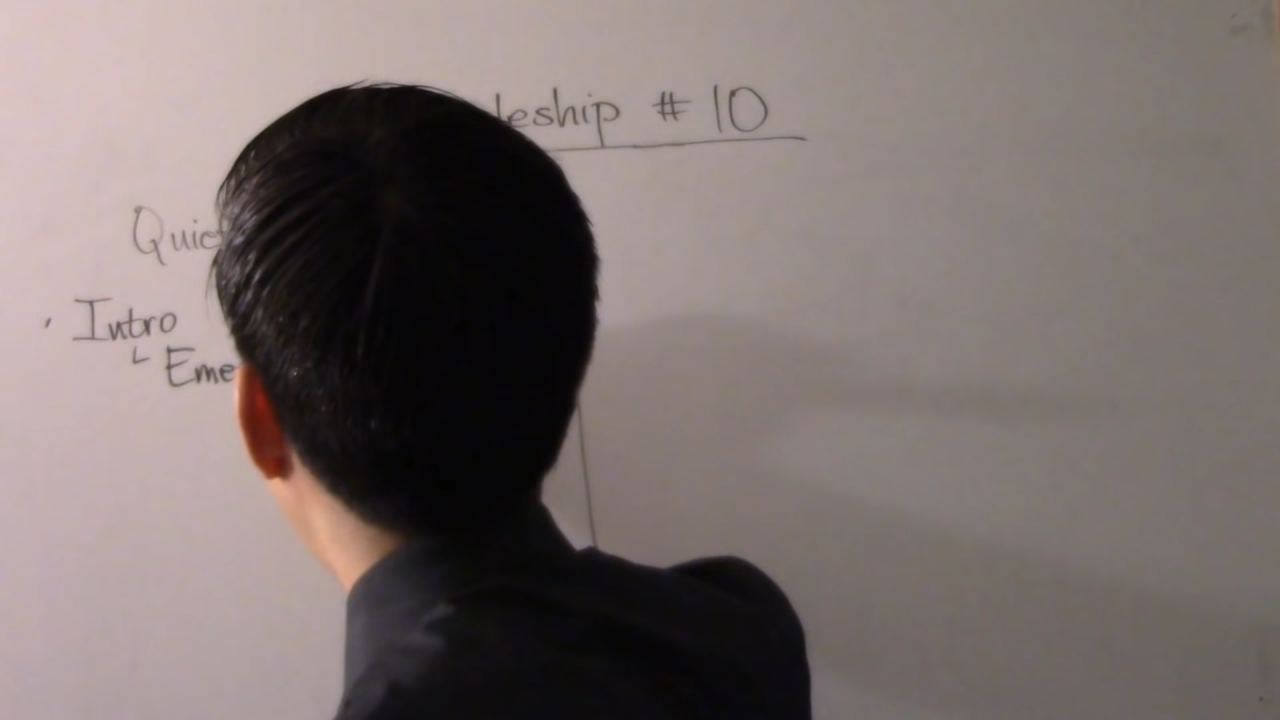 leship # 10
Quie
· Intro
└ Eme